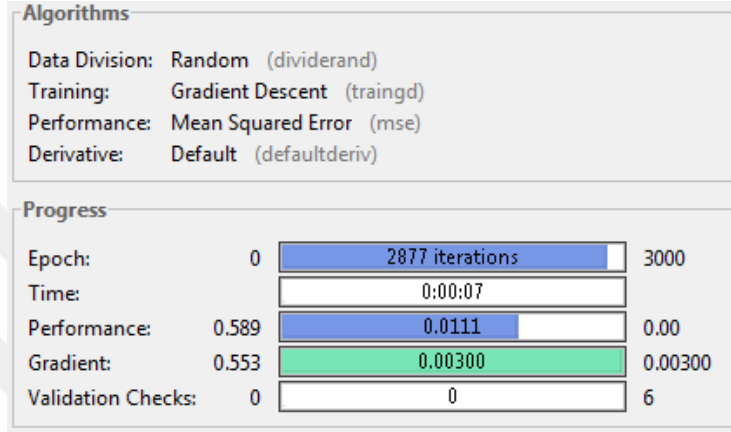 Algorithms
Data Division: Random (dividerand)
Training: Gradient Descent (traingd)
Performance: Mean Squared Error (mse)
Derivative: Default (defaultderiv)
Progress
Epoch: 0 2877 iterations 3000
Time: 0:00:07
Performance: 0.589 0.0111 0.00
Gradient: 0.553 0.00300 0.00300
Validation Checks: 0 0 6